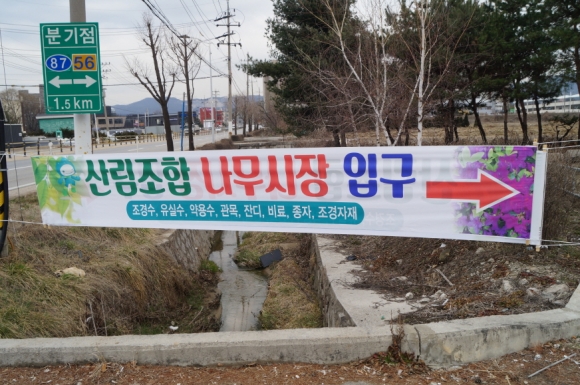 분기점
87 56
1.5km
산림조합 나무시장 입구
조경수, 유실수, 약용수, 관목, 잔디, 비료, 종자, 조경자재